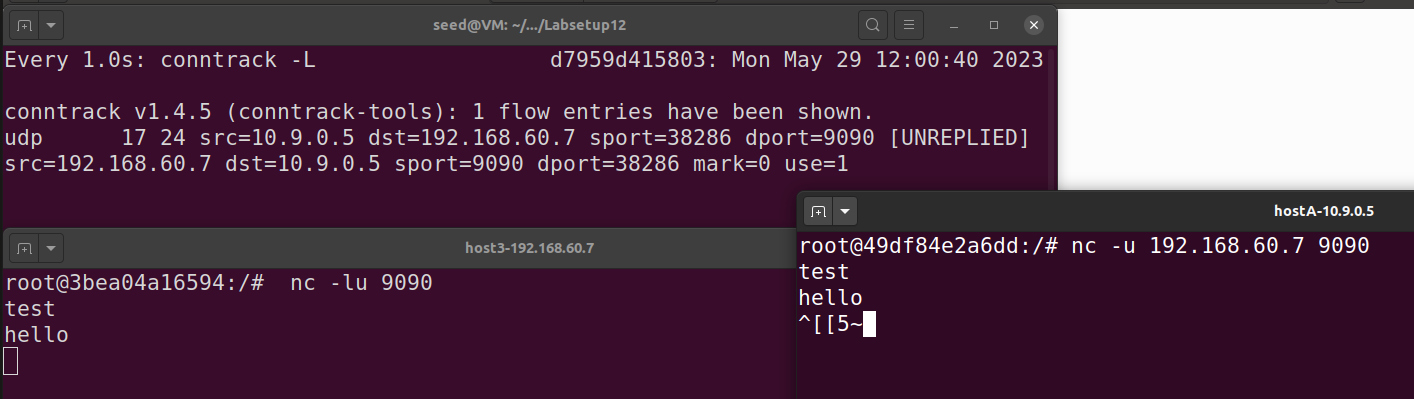 seed@VM: ~/.../Labsetup12
Every 1.0s: conntrack -L                  d7959d415803: Mon May 29 12:00:40 2023
conntrack v1.4.5 (conntrack-tools): 1 flow entries have been shown.
udp      17 24 src=10.9.0.5 dst=192.168.60.7 sport=38286 dport=9090 [UNREPLIED]
src=192.168.60.7 dst=10.9.0.5 sport=9090 dport=38286 mark=0 use=1
host3-192.168.60.7
root@3bea04a16594:/#  nc -lu 9090
test
hello
hostA-10.9.0.5
root@49df84e2a6dd:/# nc -u 192.168.60.7 9090
test
hello
^[[5~